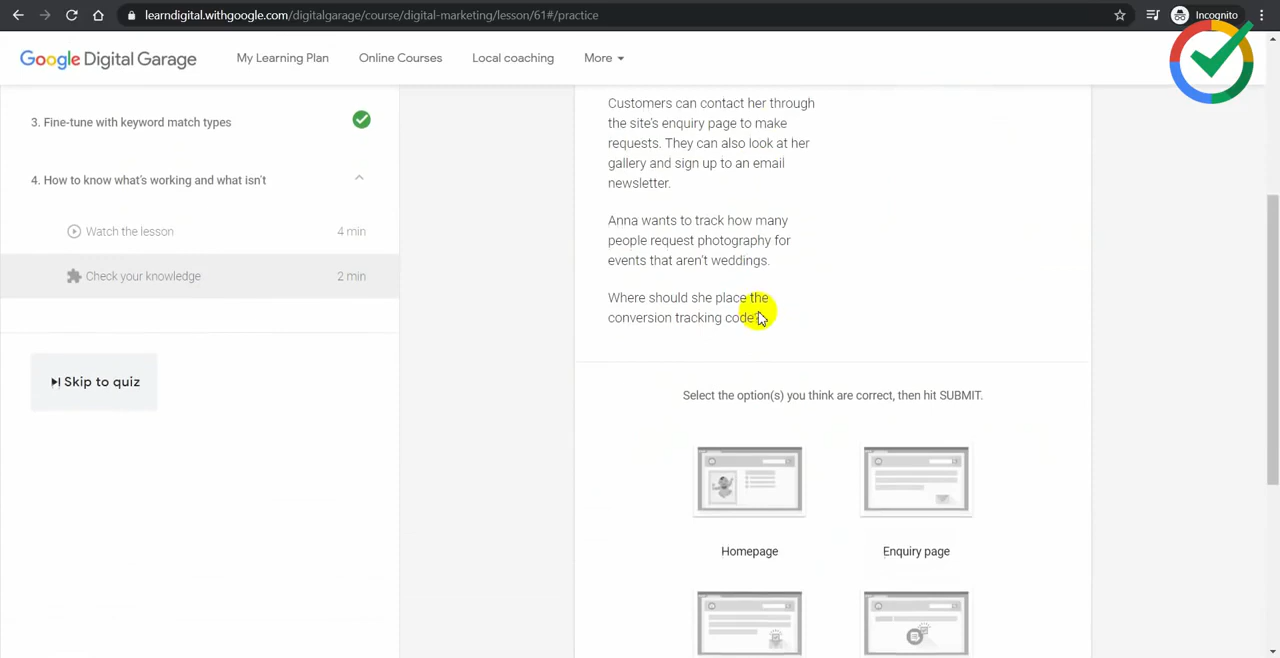 learndigital.withgoogle.com/digitalgarage/course/digital-marketing/lesson/61#/practice
Incognito
Google Digital Garage
My Learning Plan
Online Courses
Local coaching
More
3. Fine-tune with keyword match types
4. How to know what's working and what isn't
Watch the lesson
4 min
Check your knowledge
2 min
Skip to quiz
Customers can contact her through
the site's enquiry page to make
requests. They can also look at her
gallery and sign up to an email
newsletter.
Anna wants to track how many
people request photography for
events that aren't weddings.
Where should she place the
conversion tracking code?
Select the option(s) you think are correct, then hit SUBMIT.
Homepage
Enquiry page